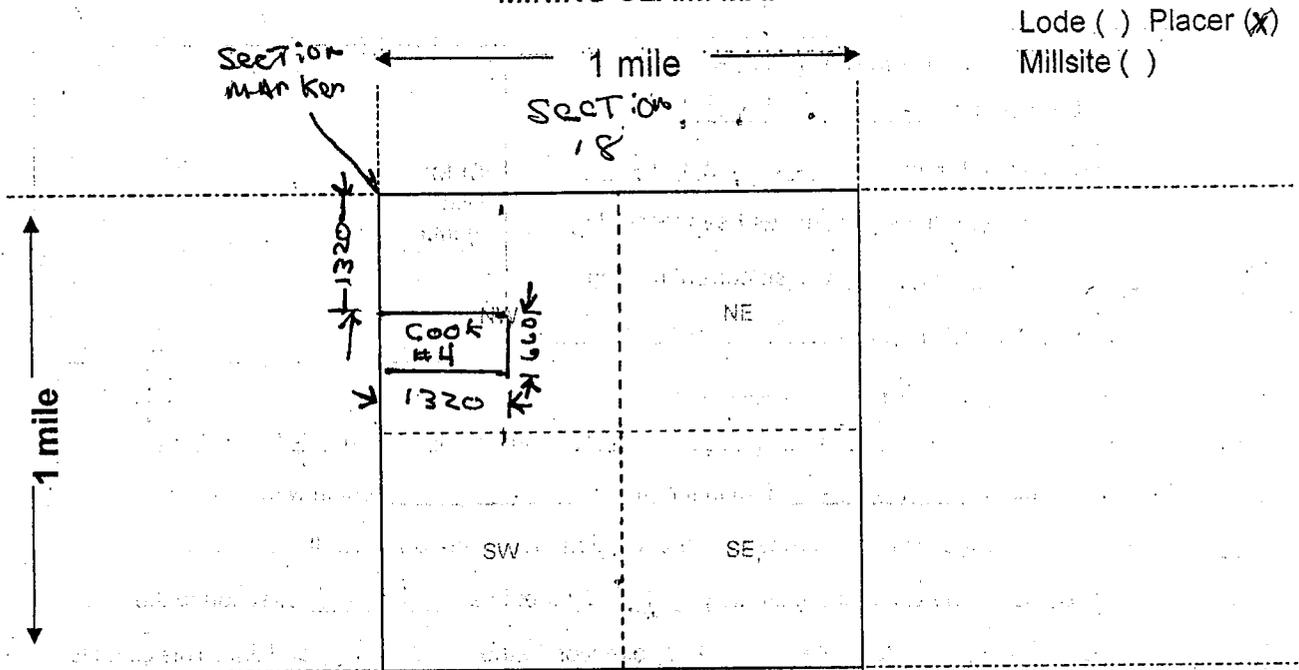 Lode ( ) Placer (x)
Millsite ( )
Section
Marker
1 mile
Section
18
1320
NW
NE
Cook
#4
660
1320
1 mile
SW
SE